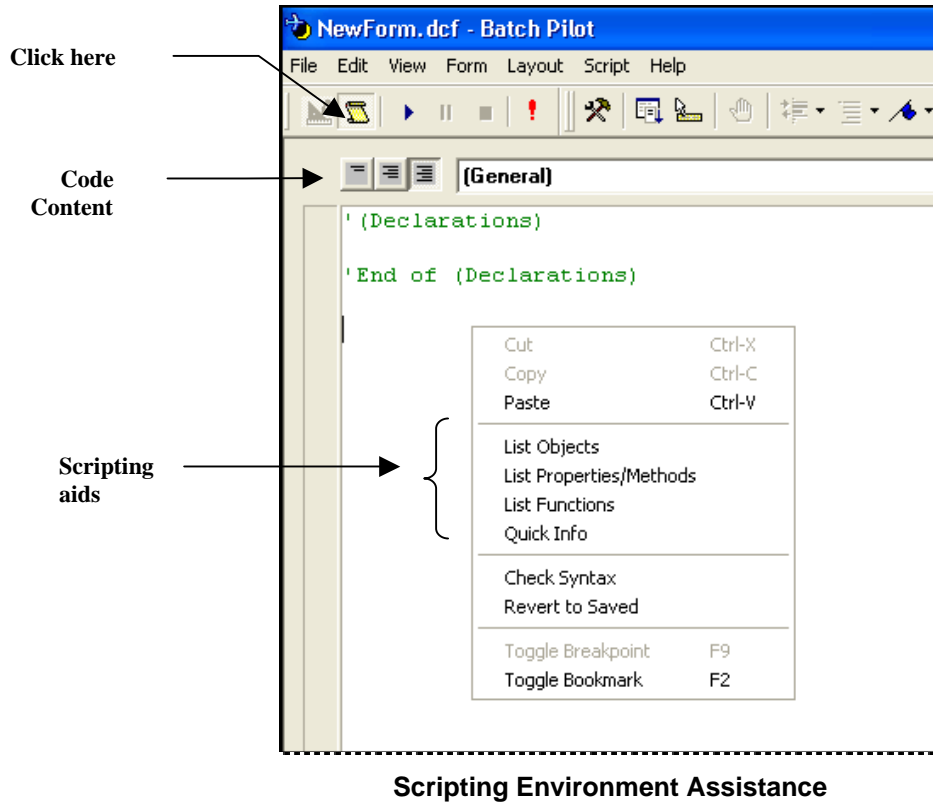 NewForm.dcf - Batch Pilot
Click here
File Edit View Form Layout Script Help
Code Content
(General)
'(Declarations)
'End of (Declarations)
Cut Ctrl-X
Copy Ctrl-C
Paste Ctrl-V
Scripting aids
List Objects
List Properties/Methods
List Functions
Quick Info
Check Syntax
Revert to Saved
Toggle Breakpoint F9
Toggle Bookmark F2
Scripting Environment Assistance